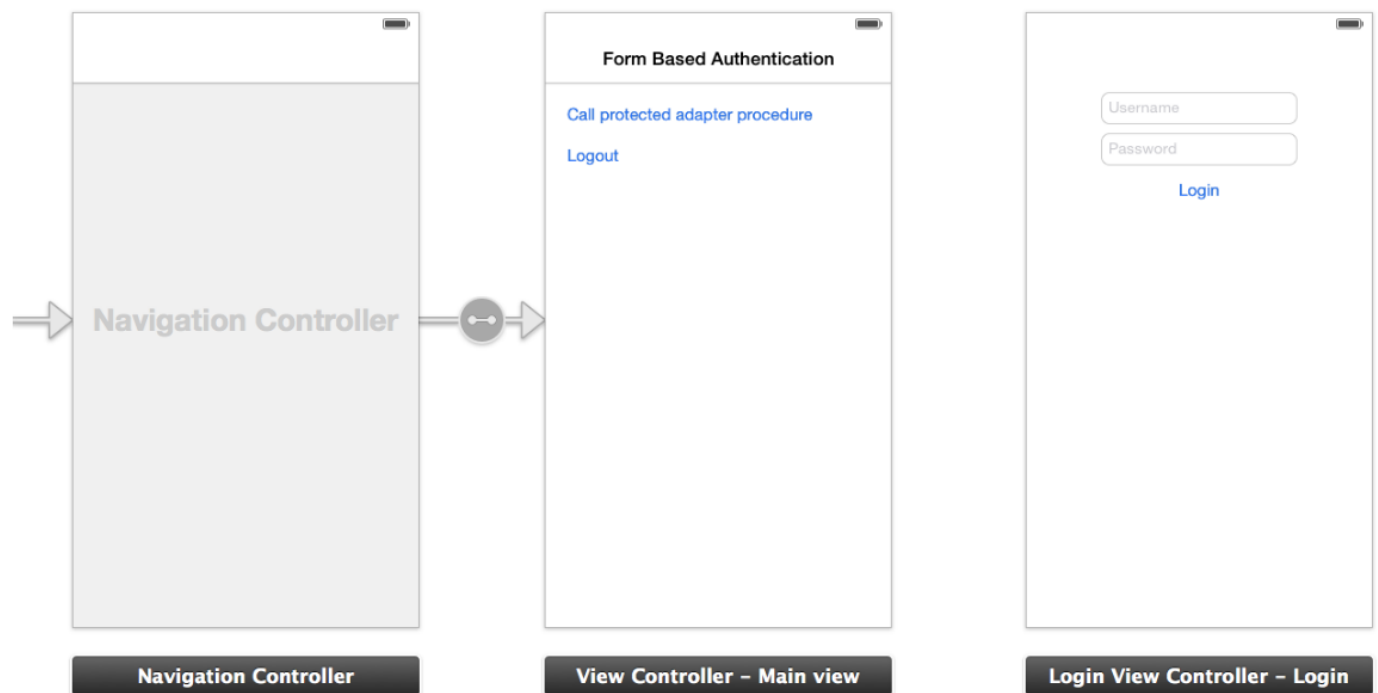 Navigation Controller
Navigation Controller
Form Based Authentication
Call protected adapter procedure
Logout
View Controller – Main view
Username
Password
Login
Login View Controller – Login